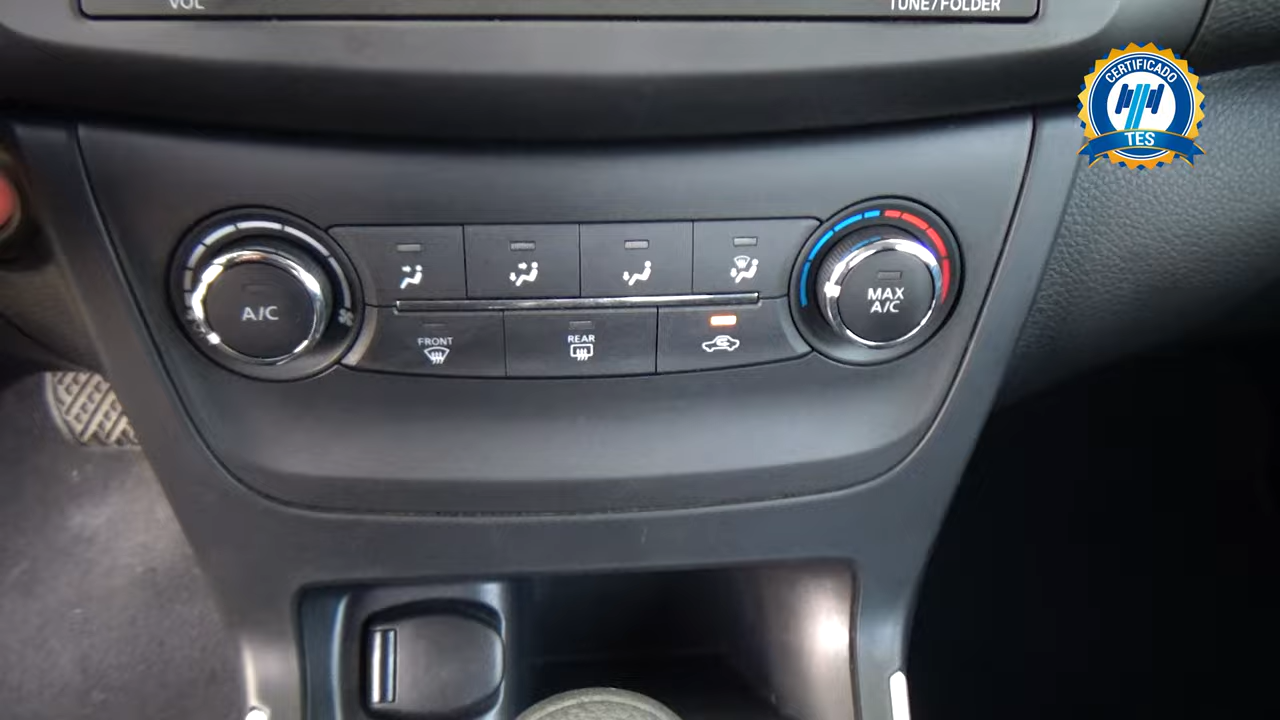 VOL
TUNE/FOLDER
CERTIFICADO
TES
A/C
MAX
A/C
FRONT
REAR